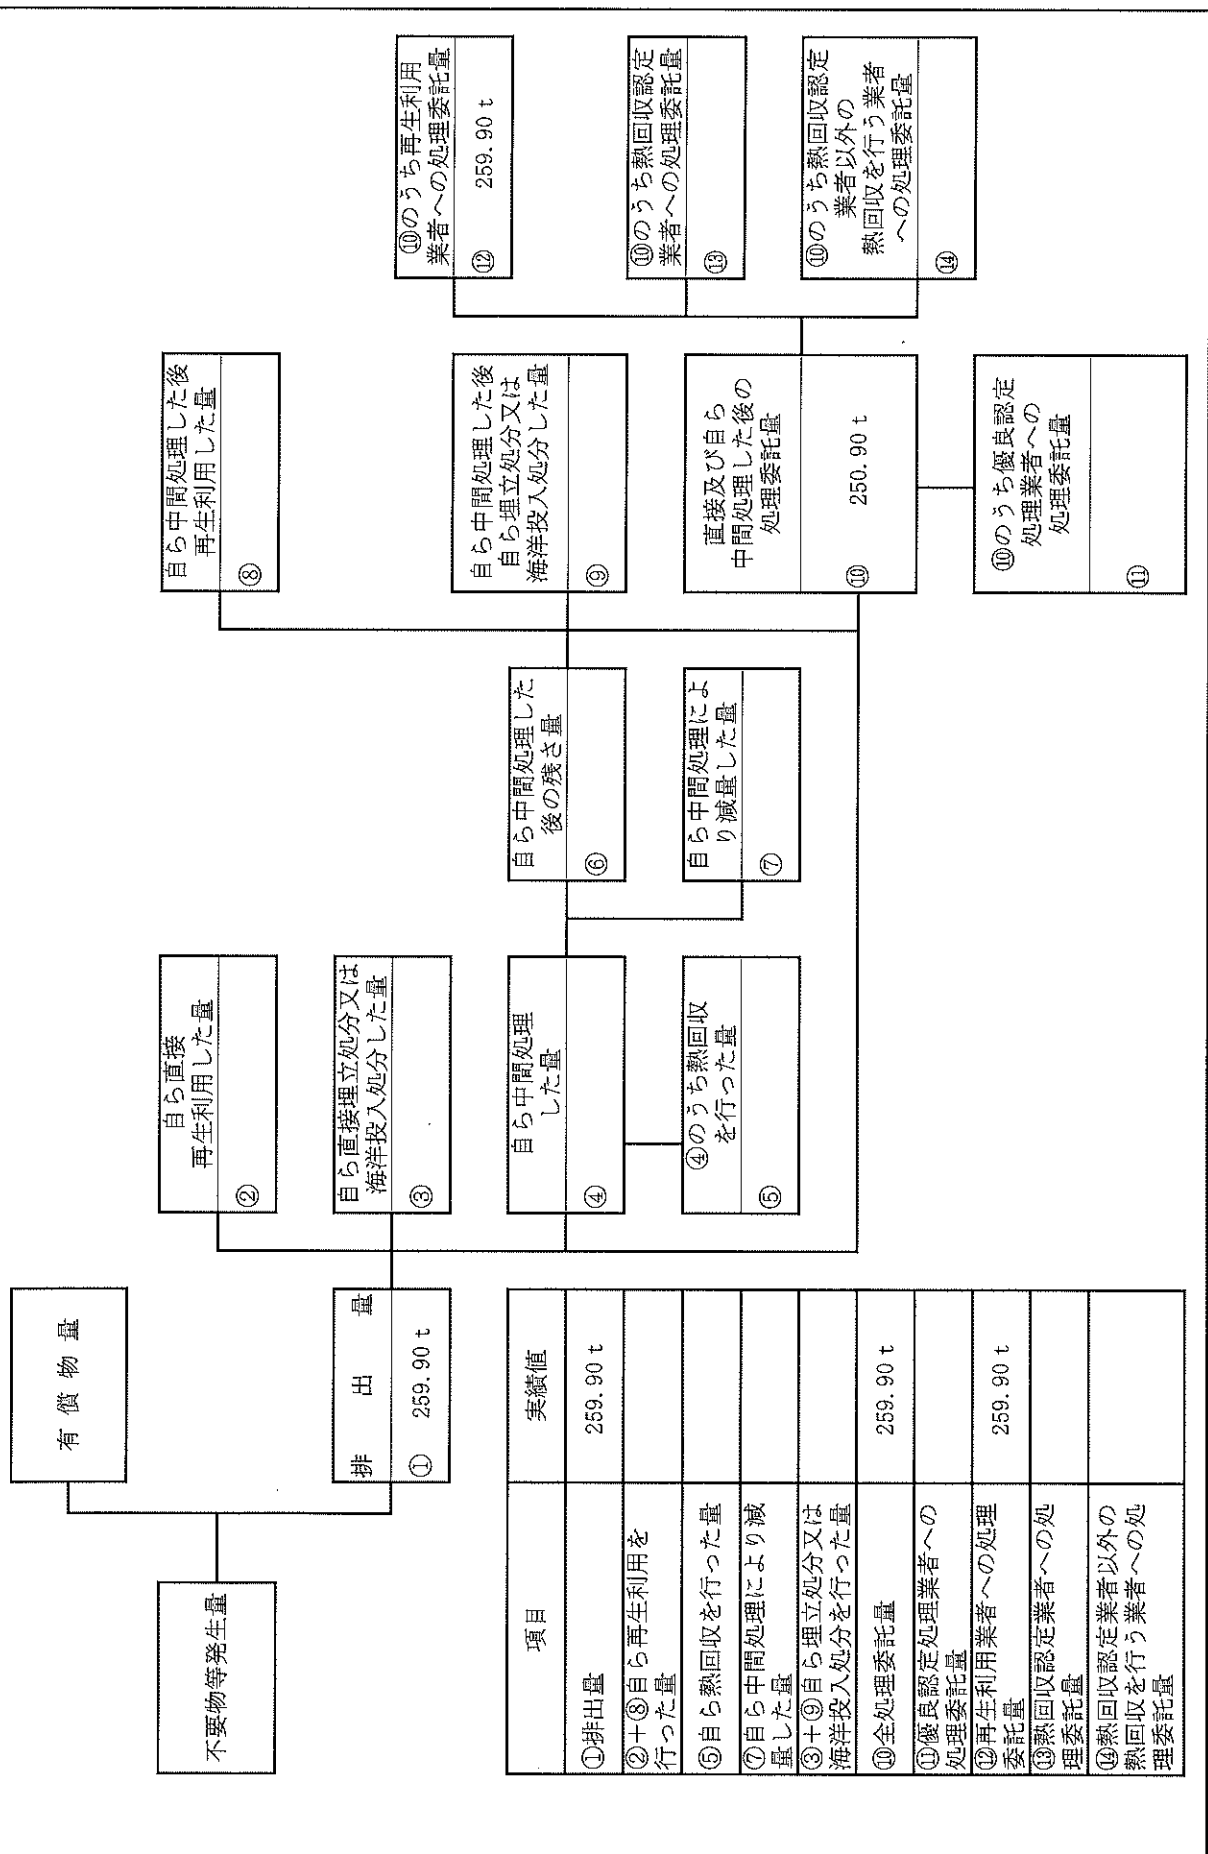 有 償 物 量
不要物等発生量
排 出 量
① 259.90 t
自ら直接
再生利用した量
②
自ら直接埋立処分又は
海洋投入処分した量
③
自ら中間処理
した量
④
④のうち熱回収
を行った量
⑤
自ら中間処理した
後の残さ量
⑥
自ら中間処理によ
り減量した量
⑦
自ら中間処理した後
再生利用した量
⑧
自ら中間処理した後
自ら埋立処分又は
海洋投入処分した量
⑨
直接及び自ら
中間処理した後の
処理委託量
⑩ 250.90 t
⑩のうち優良認定
処理業者への
処理委託量
⑪
⑩のうち再生利用
業者への処理委託量
⑫ 259.90 t
⑩のうち熱回収認定
業者への処理委託量
⑬
⑩のうち熱回収認定
業者以外の
熱回収を行う業者
への処理委託量
⑭
項目 実績値
①排出量 259.90 t
②+⑧自ら再生利用を
行った量
⑤自ら熱回収を行った量
⑦自ら中間処理により減
量した量
③+⑨自ら埋立処分又は
海洋投入処分を行った量
⑩全処理委託量 259.90 t
⑪優良認定処理業者への
処理委託量
⑫再生利用業者への処理
委託量 259.90 t
⑬熱回収認定業者への処
理委託量
⑭熱回収認定業者以外の
熱回収を行う業者への処
理委託量